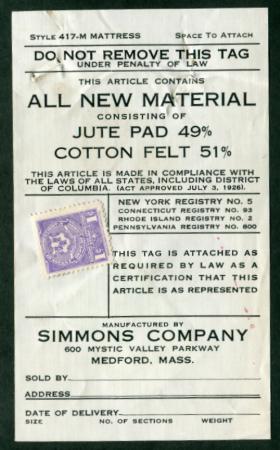 STYLE 417-M MATTRESS SPACE TO ATTACH
DO NOT REMOVE THIS TAG
UNDER PENALTY OF LAW
THIS ARTICLE CONTAINS
ALL NEW MATERIAL
CONSISTING OF
JUTE PAD 49%
COTTON FELT 51%
THIS ARTICLE IS MADE IN COMPLIANCE WITH
THE LAWS OF ALL STATES, INCLUDING DISTRICT
OF COLUMBIA. (ACT APPROVED JULY 3, 1926).
NEW YORK REGISTRY NO. 5
CONNECTICUT REGISTRY NO. 93
RHODE ISLAND REGISTRY NO. 2
PENNSYLVANIA REGISTRY NO. 800
1 1
THIS TAG IS ATTACHED AS
REQUIRED BY LAW AS A
CERTIFICATION THAT THIS
ARTICLE IS AS REPRESENTED
MANUFACTURED BY
SIMMONS COMPANY
600 MYSTIC VALLEY PARKWAY
MEDFORD, MASS.
SOLD BY
ADDRESS
DATE OF DELIVERY
SIZE NO. OF SECTIONS WEIGHT